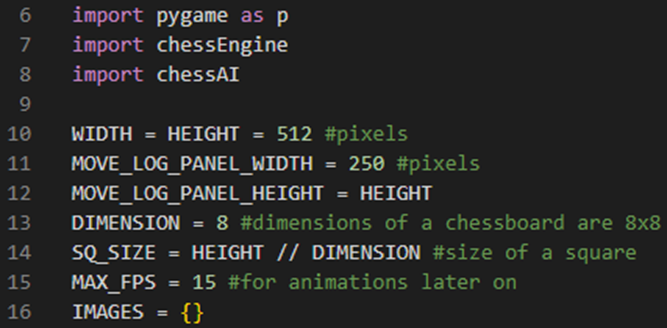 6 import pygame as p
7 import chessEngine
8 import chessAI
9
10 WIDTH = HEIGHT = 512 #pixels
11 MOVE_LOG_PANEL_WIDTH = 250 #pixels
12 MOVE_LOG_PANEL_HEIGHT = HEIGHT
13 DIMENSION = 8 #dimensions of a chessboard are 8x8
14 SQ_SIZE = HEIGHT // DIMENSION #size of a square
15 MAX_FPS = 15 #for animations later on
16 IMAGES = {}